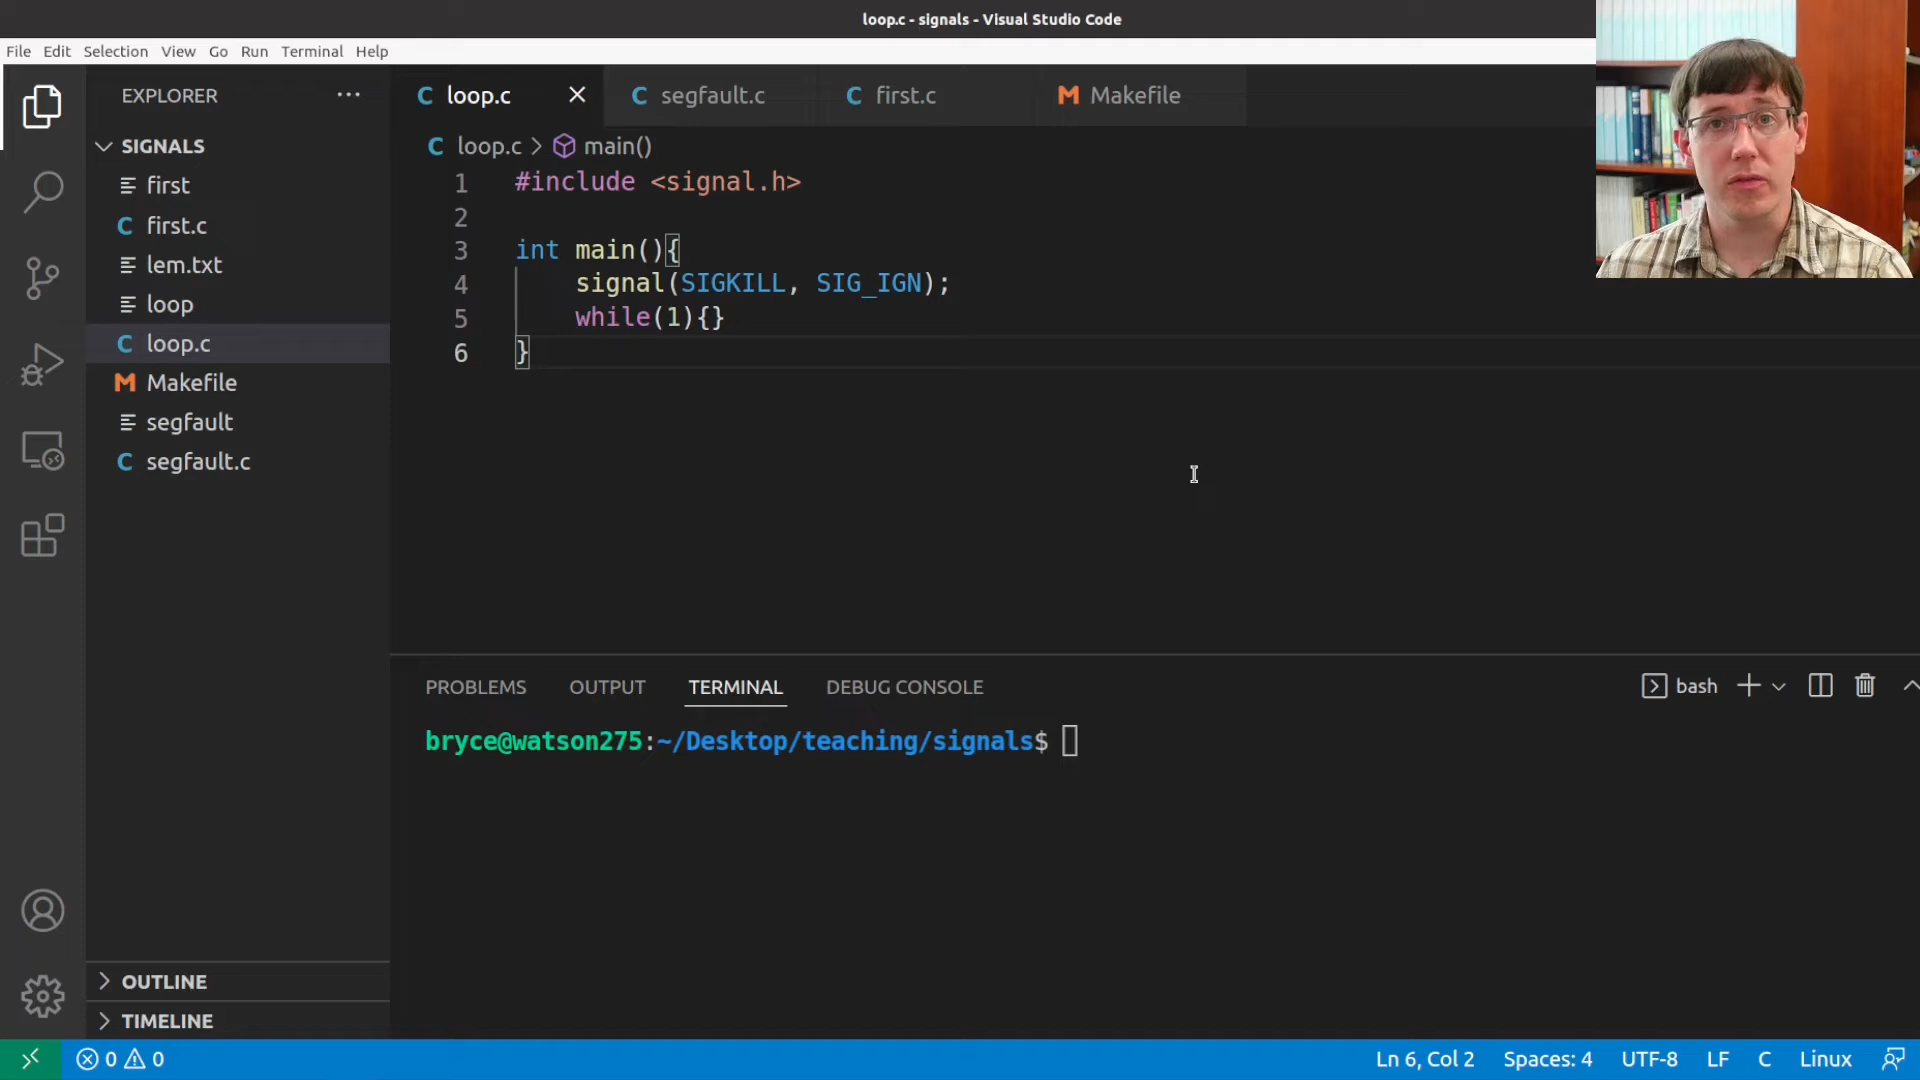 loop.c - signals - Visual Studio Code
File Edit Selection View Go Run Terminal Help
EXPLORER ···
SIGNALS
first
C first.c
lem.txt
loop
C loop.c
M Makefile
segfault
C segfault.c
OUTLINE
TIMELINE
C loop.c C segfault.c C first.c M Makefile
C loop.c > main()
1 #include <signal.h>
2
3 int main(){
4 signal(SIGKILL, SIG_IGN);
5 while(1){}
6 }
PROBLEMS OUTPUT TERMINAL DEBUG CONSOLE
bash
bryce@watson275:~/Desktop/teaching/signals$
0 0 Ln 6, Col 2 Spaces: 4 UTF-8 LF C Linux